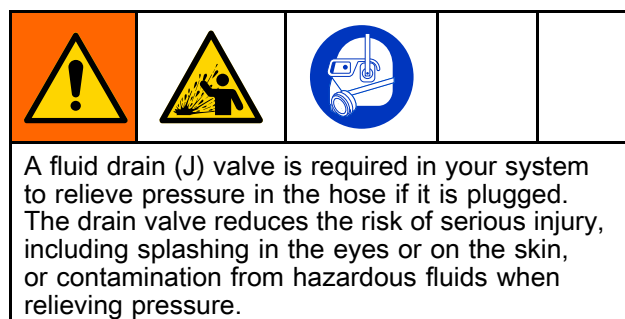 A fluid drain (J) valve is required in your system
to relieve pressure in the hose if it is plugged.
The drain valve reduces the risk of serious injury,
including splashing in the eyes or on the skin,
or contamination from hazardous fluids when
relieving pressure.